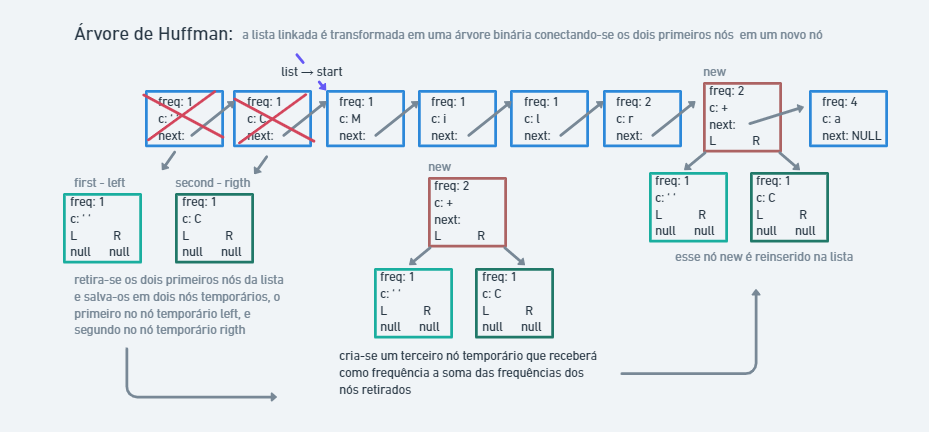 Árvore de Huffman: a lista linkada é transformada em uma árvore binária conectando-se os dois primeiros nós em um novo nó
list → start
new
freq: 1
c: ' '
next:
freq: 1
c: C
next:
freq: 1
c: M
next:
freq: 1
c: i
next:
freq: 1
c: l
next:
freq: 2
c: r
next:
freq: 2
c: +
next:
L R
freq: 4
c: a
next: NULL
first - left
freq: 1
c: ' '
L R
null null
second - rigth
freq: 1
c: C
L R
null null
retira-se os dois primeiros nós da lista
e salva-os em dois nós temporários, o
primeiro no nó temporário left, e
segundo no nó temporário rigth
new
freq: 2
c: +
next:
L R
freq: 1
c: ' '
L R
null null
freq: 1
c: C
L R
null null
cria-se um terceiro nó temporário que receberá
como frequência a soma das frequências dos
nós retirados
freq: 1
c: ' '
L R
null null
freq: 1
c: C
L R
null null
esse nó new é reinserido na lista